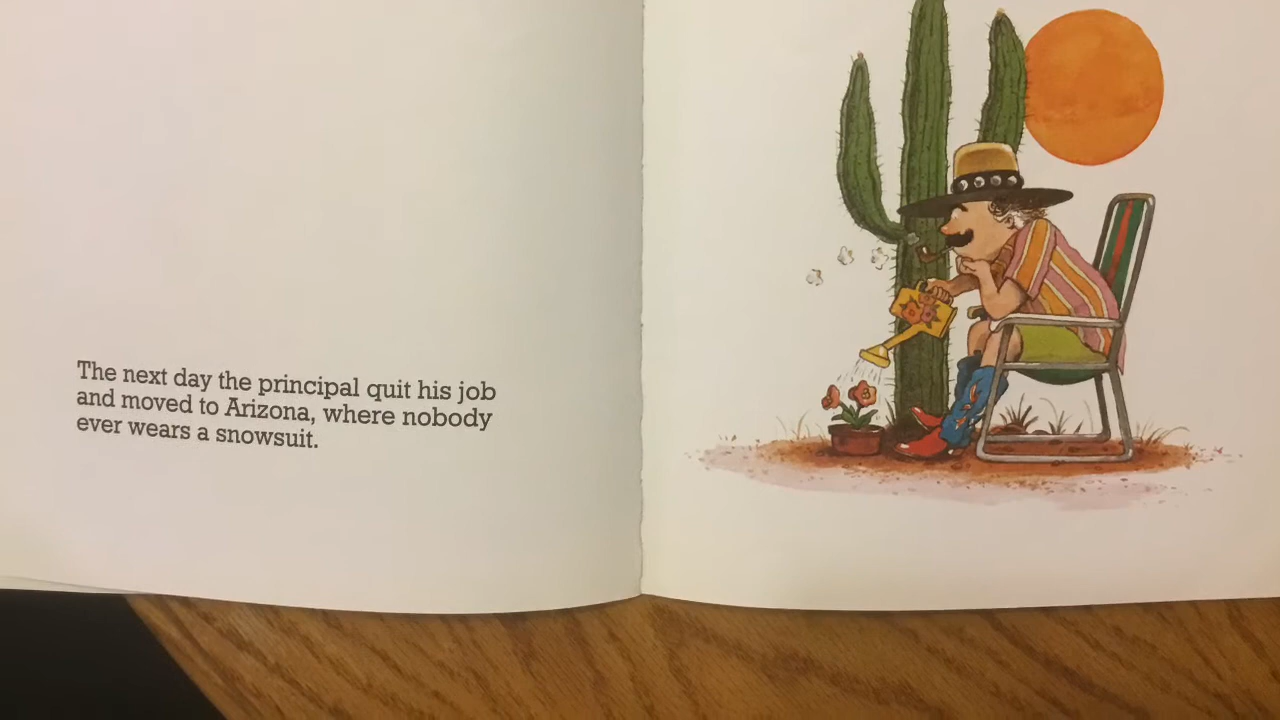 The next day the principal quit his job
and moved to Arizona, where nobody
ever wears a snowsuit.